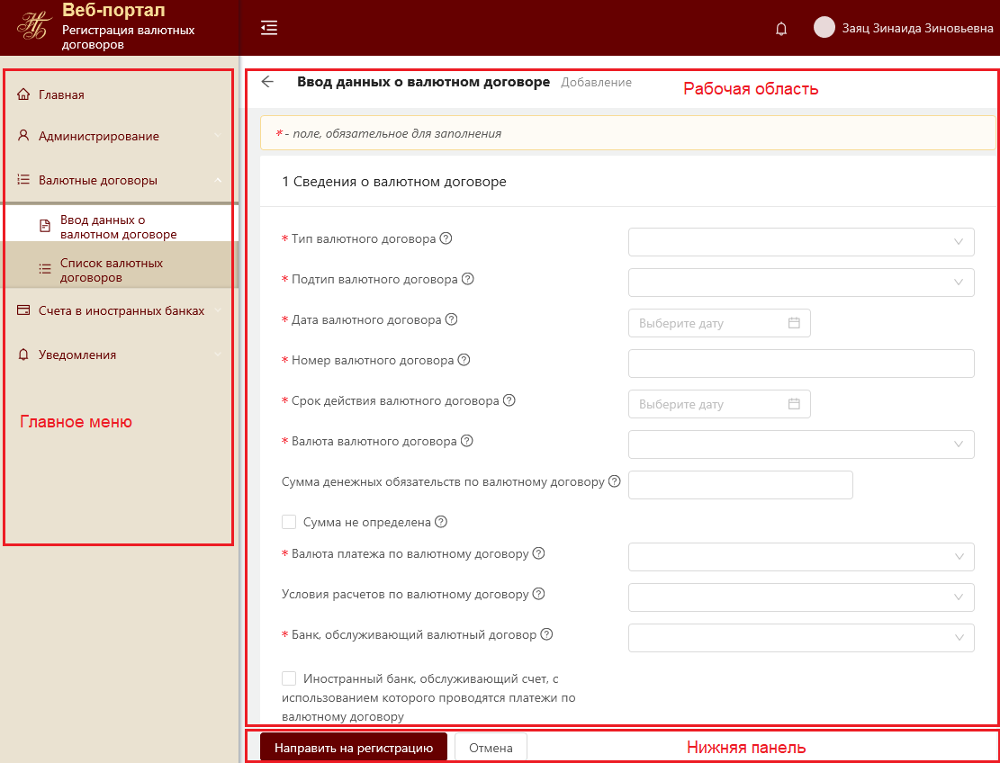 Веб-портал
Регистрация валютных
договоров
Заяц Зинаида Зиновьевна
Главная
Администрирование
Валютные договоры
Ввод данных о
валютном договоре
Список валютных
договоров
Счета в иностранных банках
Уведомления
Главное меню
Ввод данных о валютном договоре Добавление
Рабочая область
* - поле, обязательное для заполнения
1 Сведения о валютном договоре
* Тип валютного договора
* Подтип валютного договора
* Дата валютного договора
Выберите дату
* Номер валютного договора
* Срок действия валютного договора
Выберите дату
* Валюта валютного договора
Сумма денежных обязательств по валютному договору
Сумма не определена
* Валюта платежа по валютному договору
Условия расчетов по валютному договору
* Банк, обслуживающий валютный договор
Иностранный банк, обслуживающий счет, с
использованием которого проводятся платежи по
валютному договору
Направить на регистрацию
Отмена
Нижняя панель